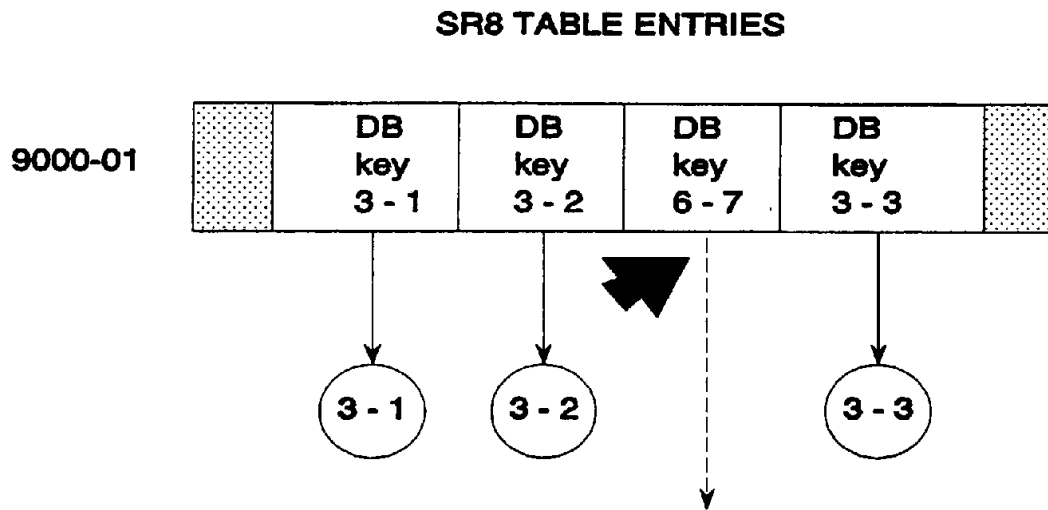 SR8 TABLE ENTRIES
9000-01
DB key 3 - 1
DB key 3 - 2
DB key 6 - 7
DB key 3 - 3
3 - 1
3 - 2
3 - 3